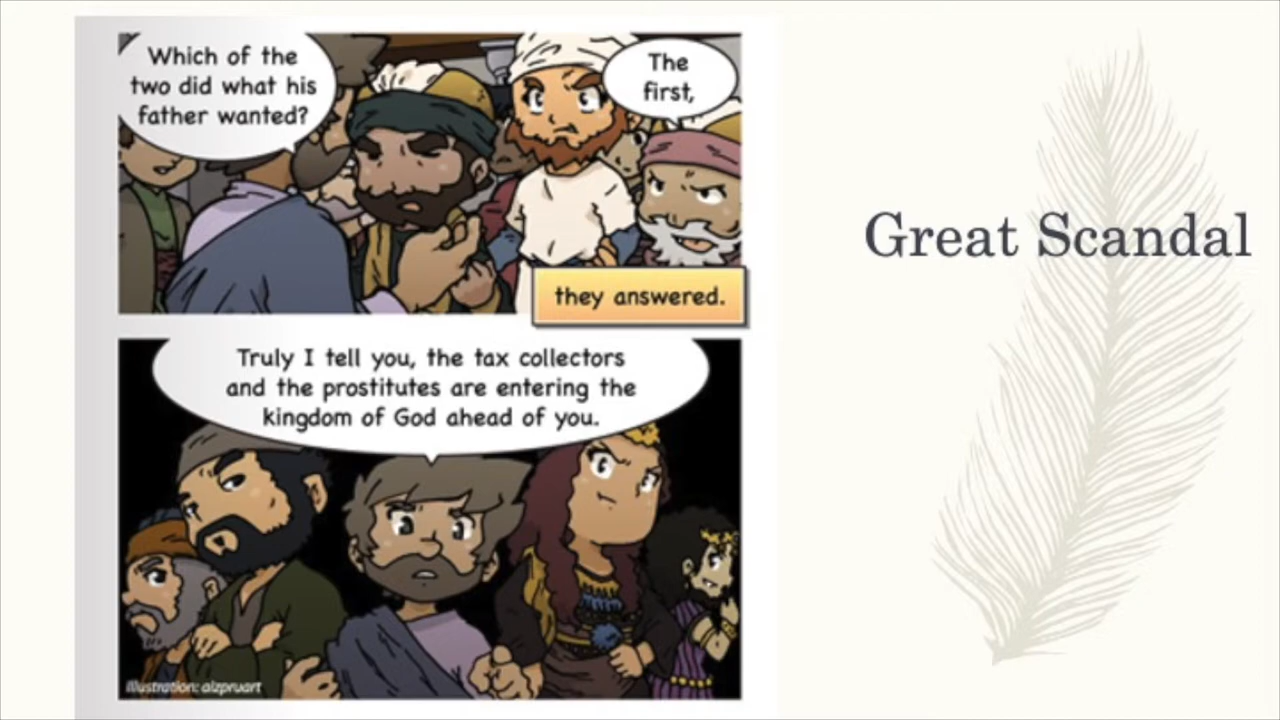 Which of the
two did what his
father wanted?
The
first,
they answered.
Great Scandal
Truly I tell you, the tax collectors
and the prostitutes are entering the
kingdom of God ahead of you.
Illustration: alzpruart